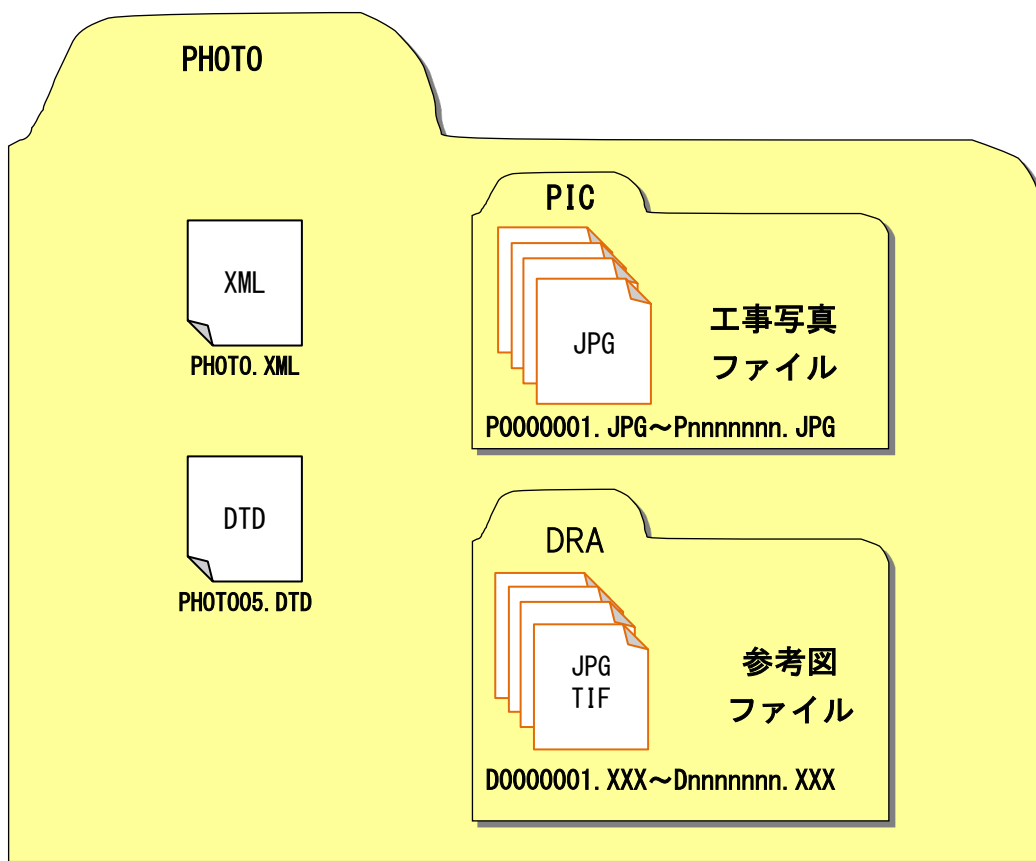 PHOTO
XML
PHOTO.XML
DTD
PHOTO05.DTD
PIC
JPG
工事写真
ファイル
P0000001.JPG～Pnnnnnnn.JPG
DRA
JPG
TIF
参考図
ファイル
D0000001.XXX～Dnnnnnnn.XXX